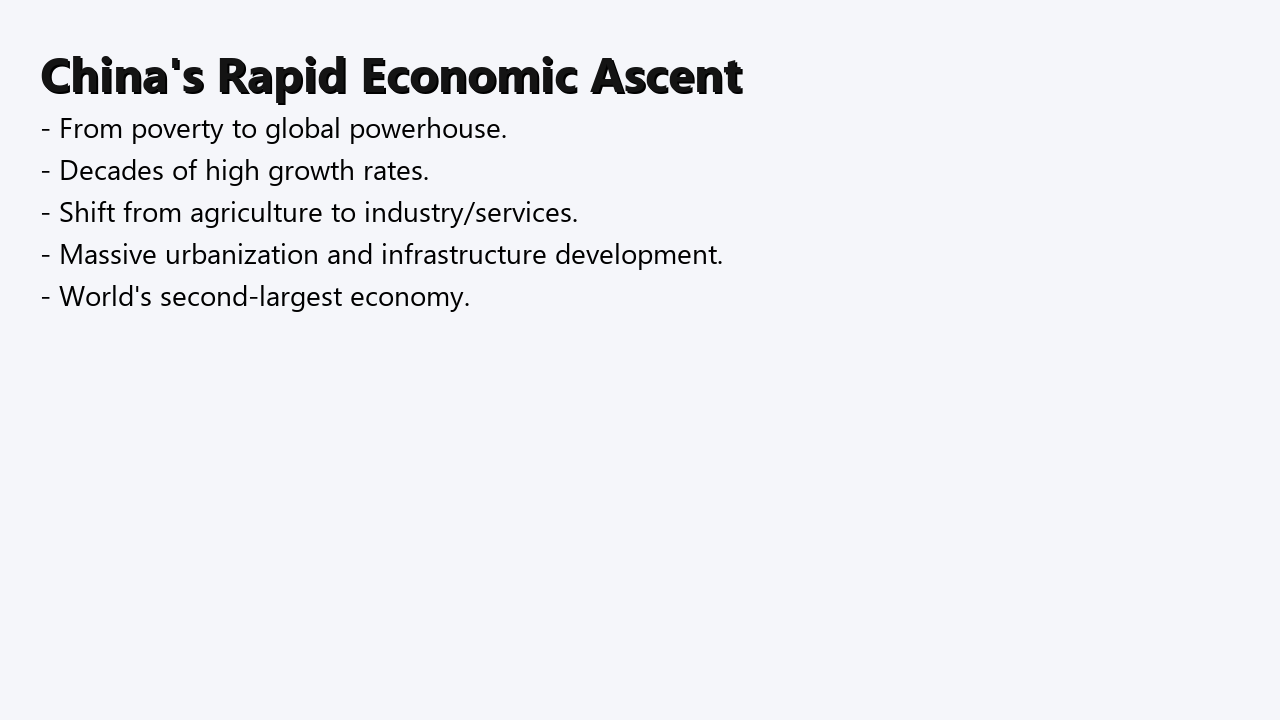 China's Rapid Economic Ascent
- From poverty to global powerhouse.
- Decades of high growth rates.
- Shift from agriculture to industry/services.
- Massive urbanization and infrastructure development.
- World's second-largest economy.